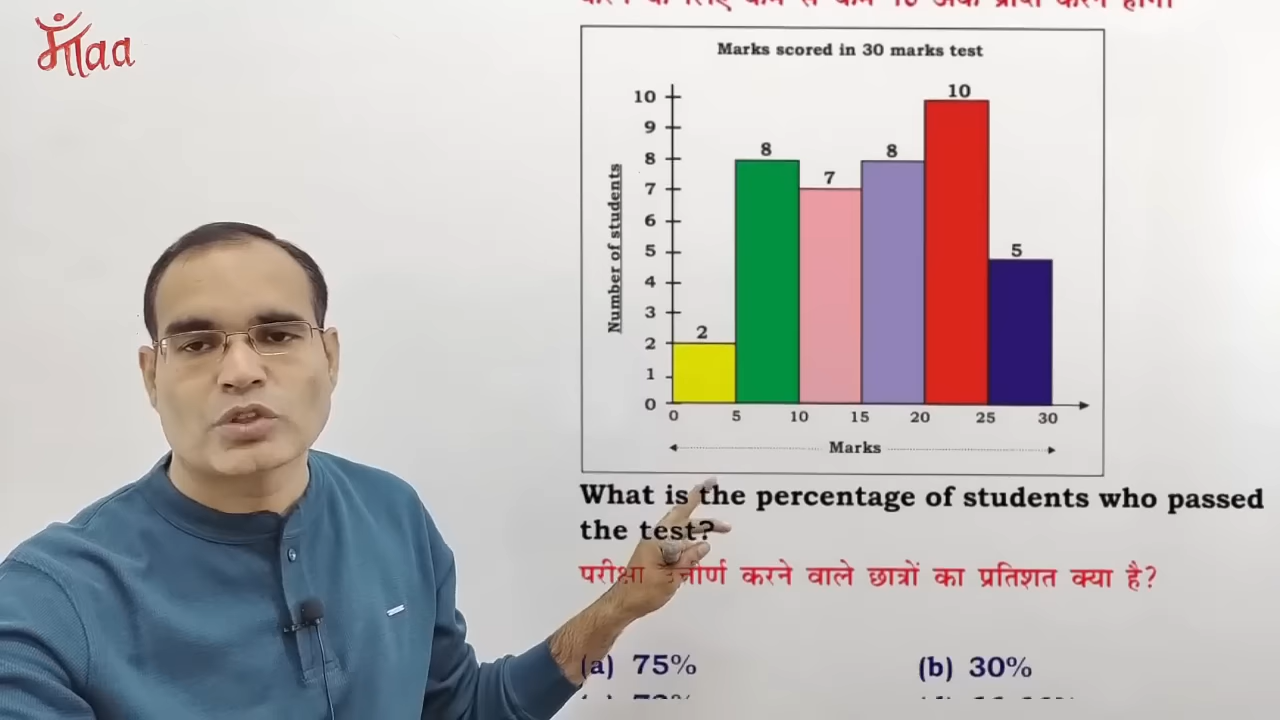 माaa
Marks scored in 30 marks test
10
10
9
8
8
8
7
7
6
5
5
4
3
2
2
1
0
Number of students
0 5 10 15 20 25 30
Marks
What is the percentage of students who passed
the test?
परीक्षा उत्तीर्ण करने वाले छात्रों का प्रतिशत क्या है?
(a) 75% (b) 30%